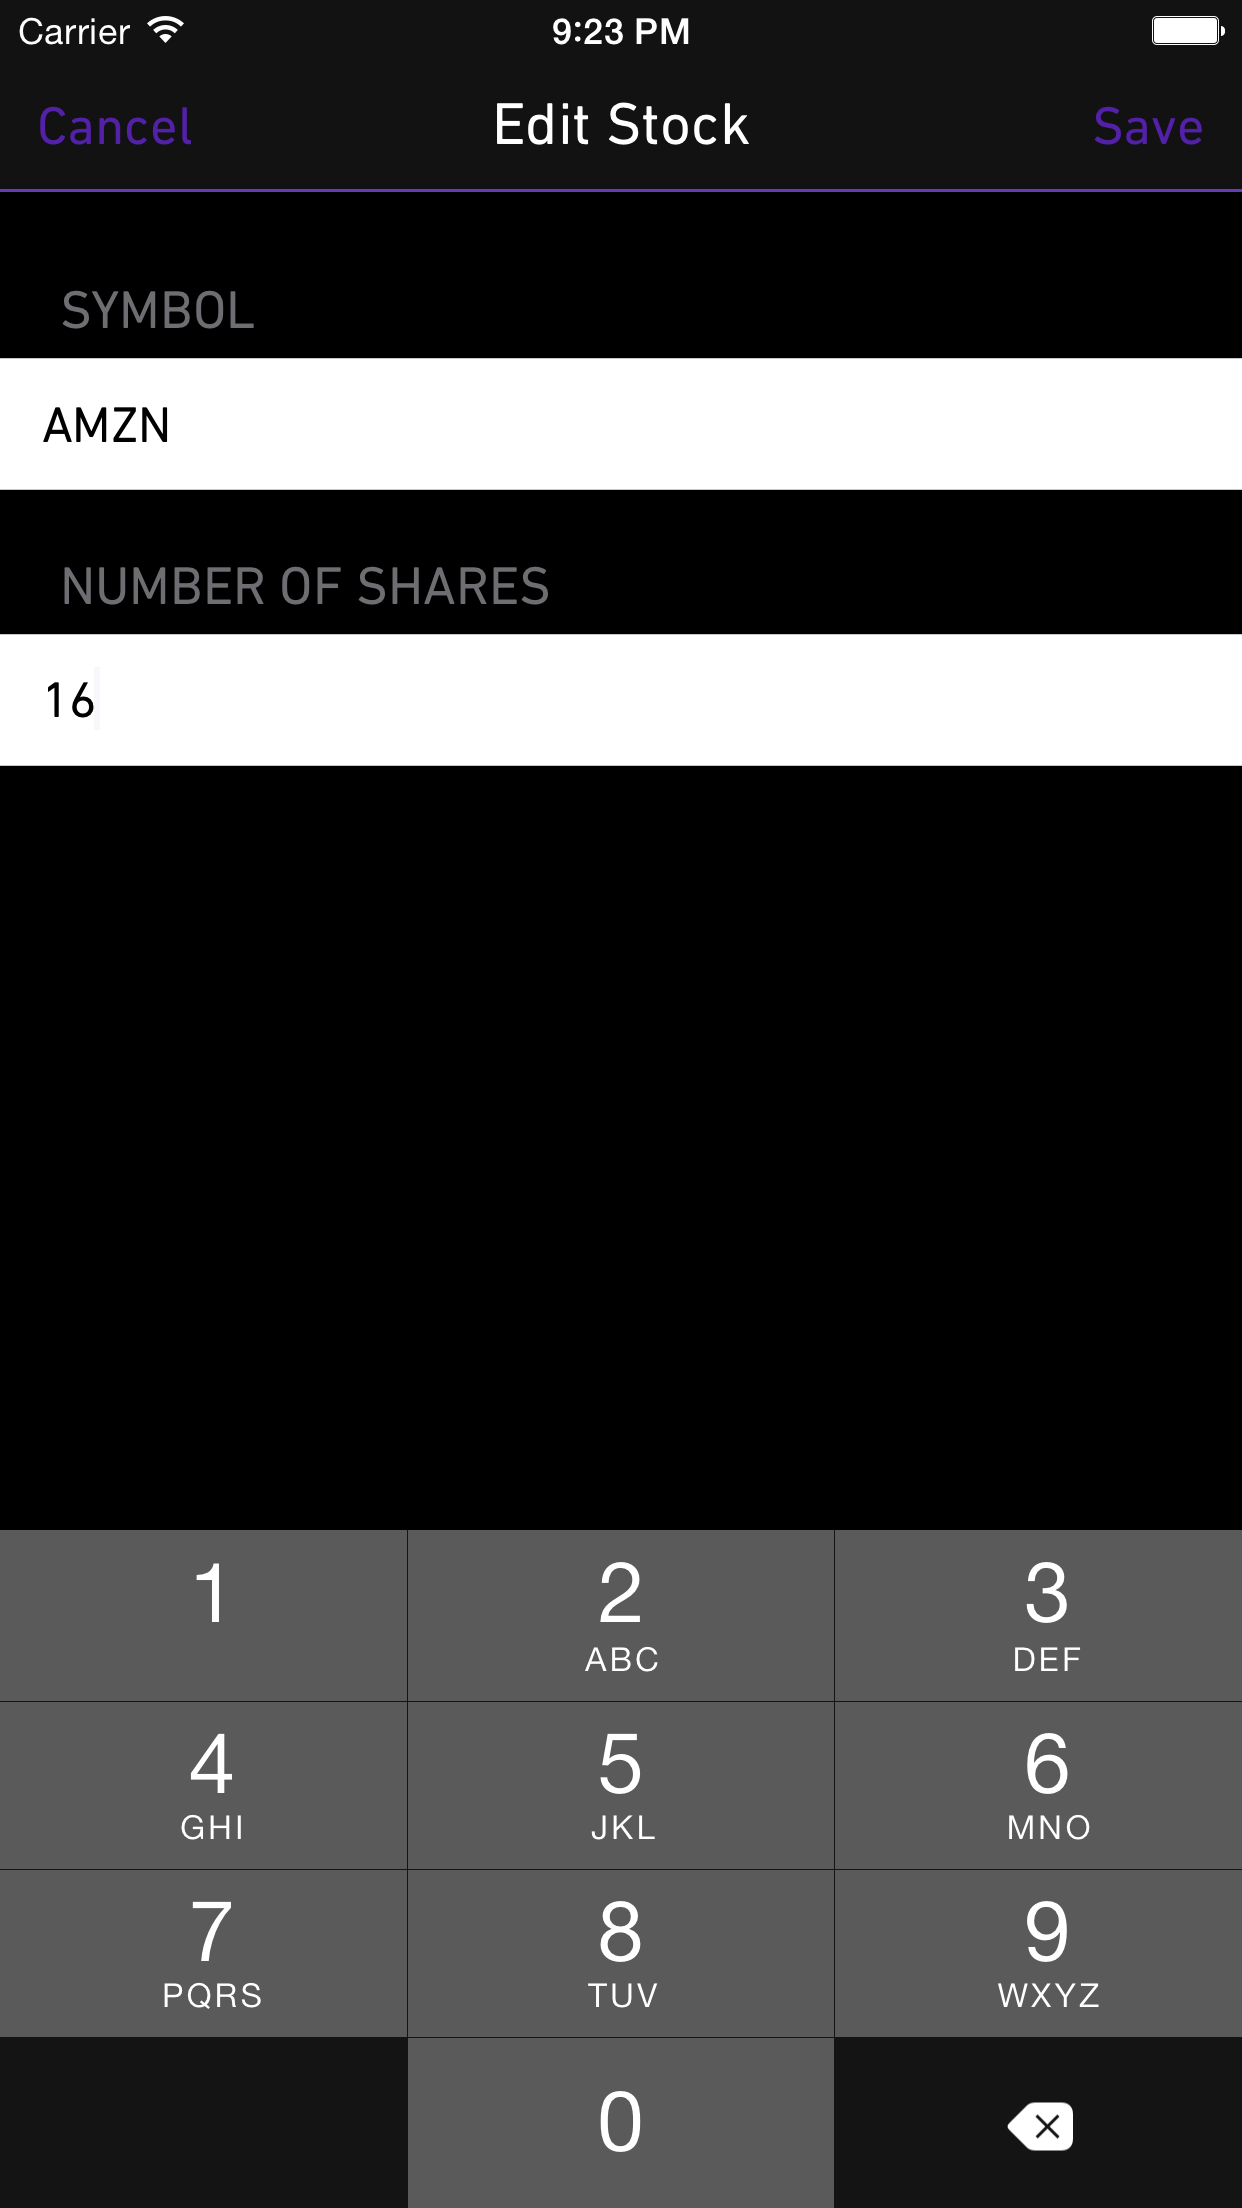 Carrier 9:23 PM
Cancel Edit Stock Save
SYMBOL
AMZN
NUMBER OF SHARES
16
1 2 3
ABC DEF
4 5 6
GHI JKL MNO
7 8 9
PQRS TUV WXYZ
0